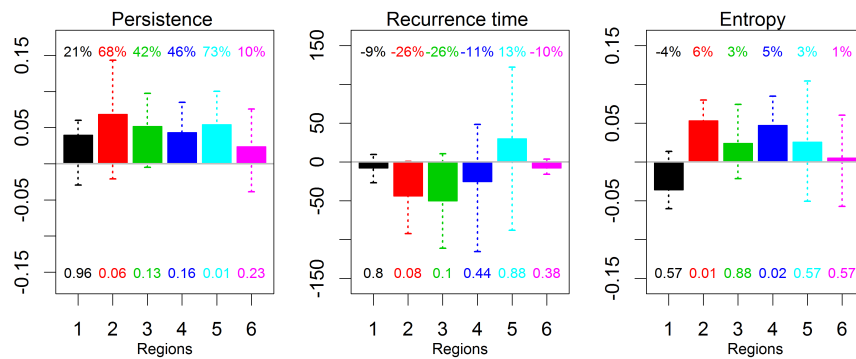 Persistence Recurrence time Entropy
21% 68% 42% 46% 73% 10%
-9% -26% -26% -11% 13% -10%
-4% 6% 3% 5% 3% 1%
0.15
0.05
-0.05
-0.15
150
50
0
-50
-150
0.15
0.05
-0.05
-0.15
0.96 0.06 0.13 0.16 0.01 0.23
0.8 0.08 0.1 0.44 0.88 0.38
0.57 0.01 0.88 0.02 0.57 0.57
1 2 3 4 5 6
1 2 3 4 5 6
1 2 3 4 5 6
Regions Regions Regions